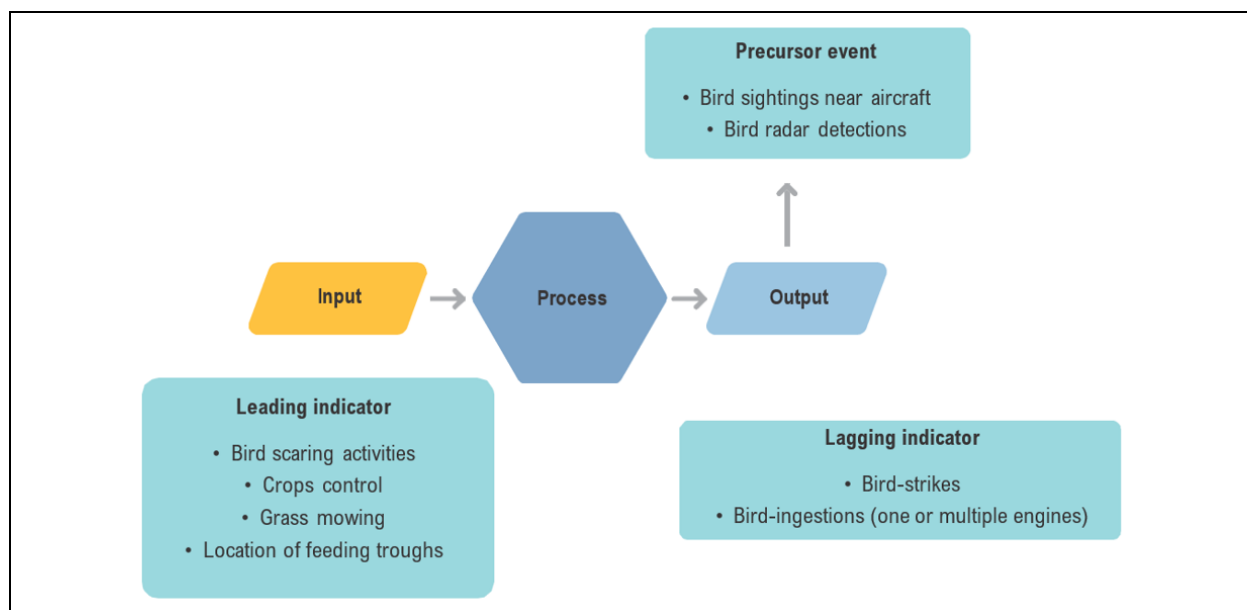 Precursor event
• Bird sightings near aircraft
• Bird radar detections
Input
Process
Output
Leading indicator
• Bird scaring activities
• Crops control
• Grass mowing
• Location of feeding troughs
Lagging indicator
• Bird-strikes
• Bird-ingestions (one or multiple engines)